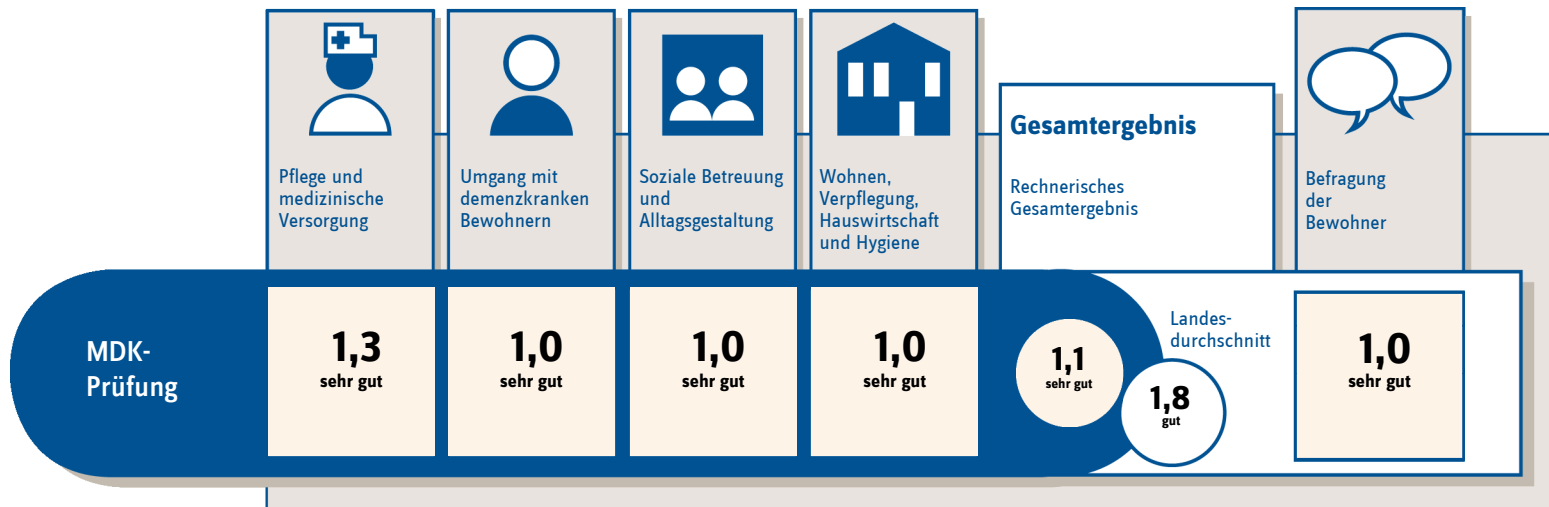 Pflege und
medizinische
Versorgung
Umgang mit
demenzkranken
Bewohnern
Soziale Betreuung
und
Alltagsgestaltung
Wohnen,
Verpflegung,
Hauswirtschaft
und Hygiene
Gesamtergebnis
Rechnerisches
Gesamtergebnis
Befragung
der
Bewohner
MDK-
Prüfung
1,3
sehr gut
1,0
sehr gut
1,0
sehr gut
1,0
sehr gut
1,1
sehr gut
Landes-
durchschnitt
1,8
gut
1,0
sehr gut